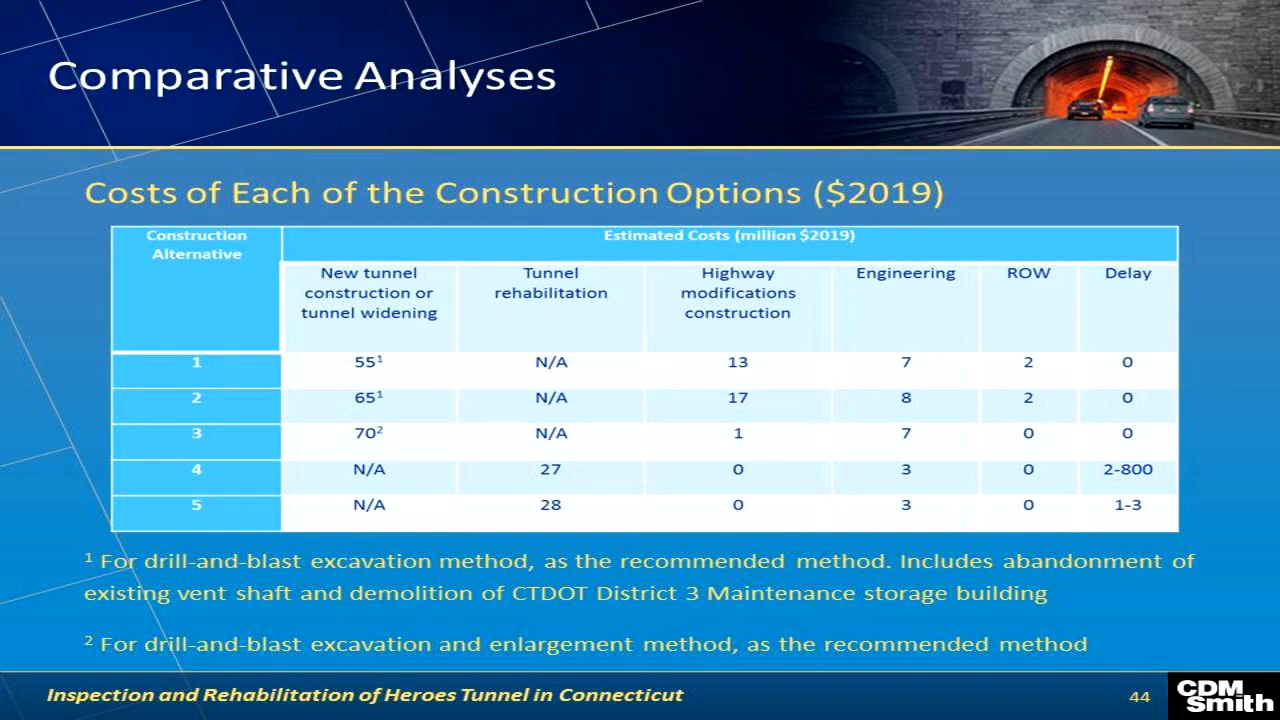 Comparative Analyses
Costs of Each of the Construction Options ($2019)
Construction Alternative | Estimated Costs (million $2019)
New tunnel construction or tunnel widening | Tunnel rehabilitation | Highway modifications construction | Engineering | ROW | Delay
1 | 55¹ | N/A | 13 | 7 | 2 | 0
2 | 65¹ | N/A | 17 | 8 | 2 | 0
3 | 70² | N/A | 1 | 7 | 0 | 0
4 | N/A | 27 | 0 | 3 | 0 | 2-800
5 | N/A | 28 | 0 | 3 | 0 | 1-3
¹ For drill-and-blast excavation method, as the recommended method. Includes abandonment of
existing vent shaft and demolition of CTDOT District 3 Maintenance storage building
² For drill-and-blast excavation and enlargement method, as the recommended method
Inspection and Rehabilitation of Heroes Tunnel in Connecticut
44
CDM
Smith